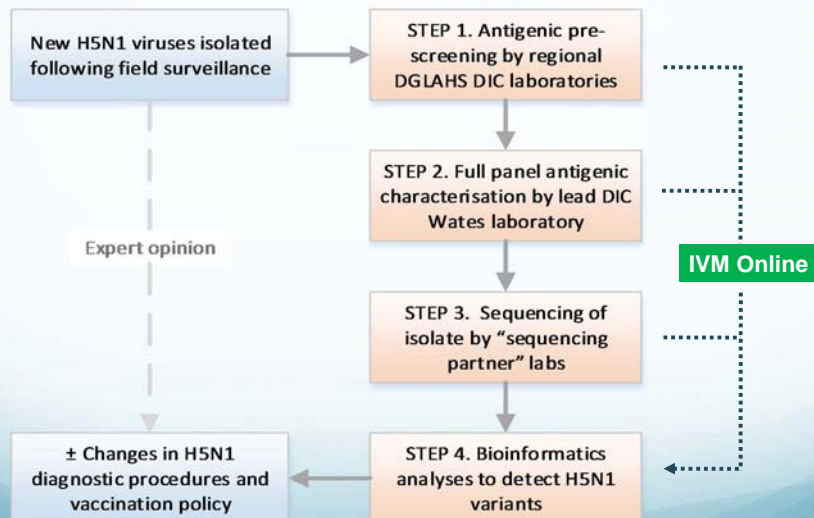 New H5N1 viruses isolated
following field surveillance
STEP 1. Antigenic pre-
screening by regional
DGLAHS DIC laboratories
STEP 2. Full panel antigenic
characterisation by lead DIC
Wates laboratory
Expert opinion
IVM Online
STEP 3. Sequencing of
isolate by “sequencing
partner” labs
± Changes in H5N1
diagnostic procedures and
vaccination policy
STEP 4. Bioinformatics
analyses to detect H5N1
variants